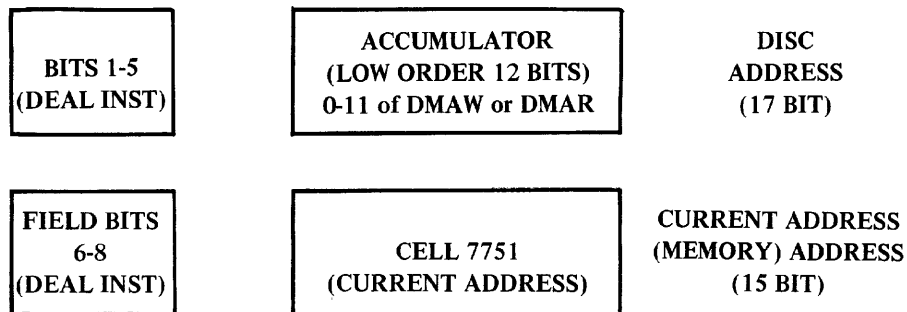 BITS 1-5
(DEAL INST)
ACCUMULATOR
(LOW ORDER 12 BITS)
0-11 of DMAW or DMAR
DISC
ADDRESS
(17 BIT)
FIELD BITS
6-8
(DEAL INST)
CELL 7751
(CURRENT ADDRESS)
CURRENT ADDRESS
(MEMORY) ADDRESS
(15 BIT)